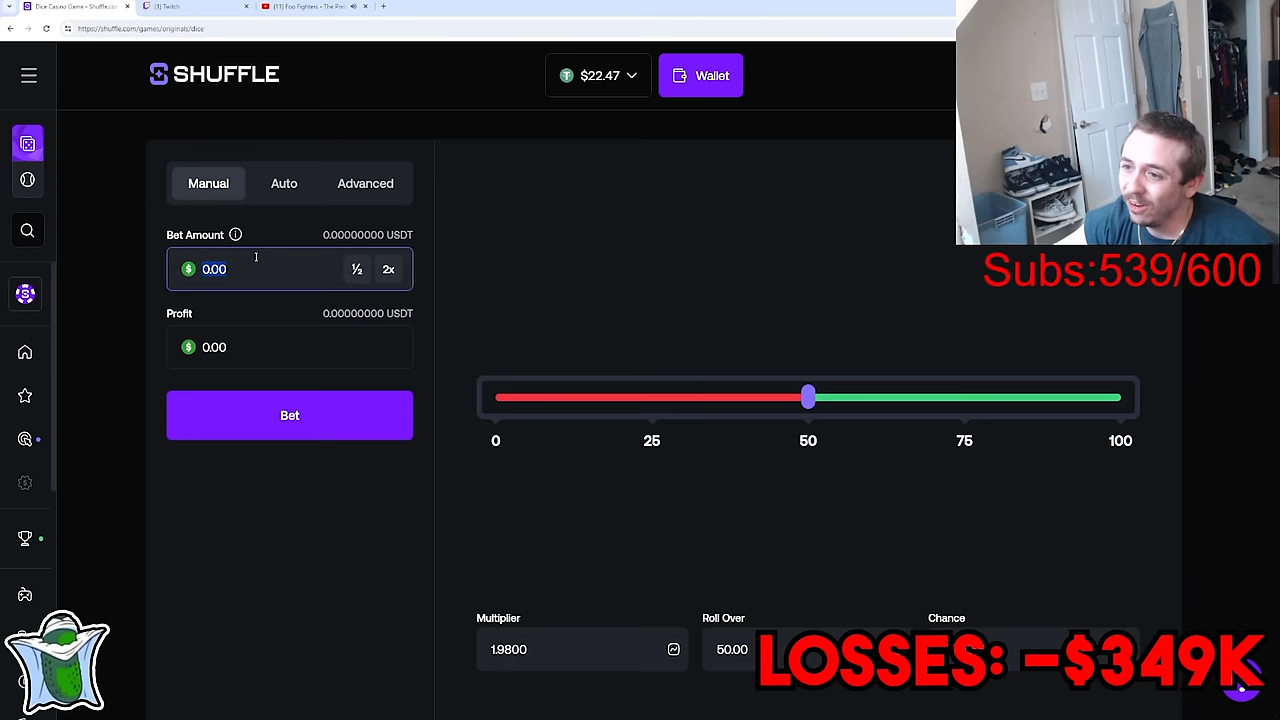 Dice Casino Game • Shuffle.com
(1) Twitch
(11) Foo Fighters - The Pret
https://shuffle.com/games/originals/dice
SHUFFLE
$22.47
Wallet
Manual
Auto
Advanced
Bet Amount
0.00000000 USDT
0.00
½
2x
Profit
0.00000000 USDT
0.00
Bet
Subs:539/600
0
25
50
75
100
Multiplier
Roll Over
Chance
1.9800
50.00
LOSSES: -$349K